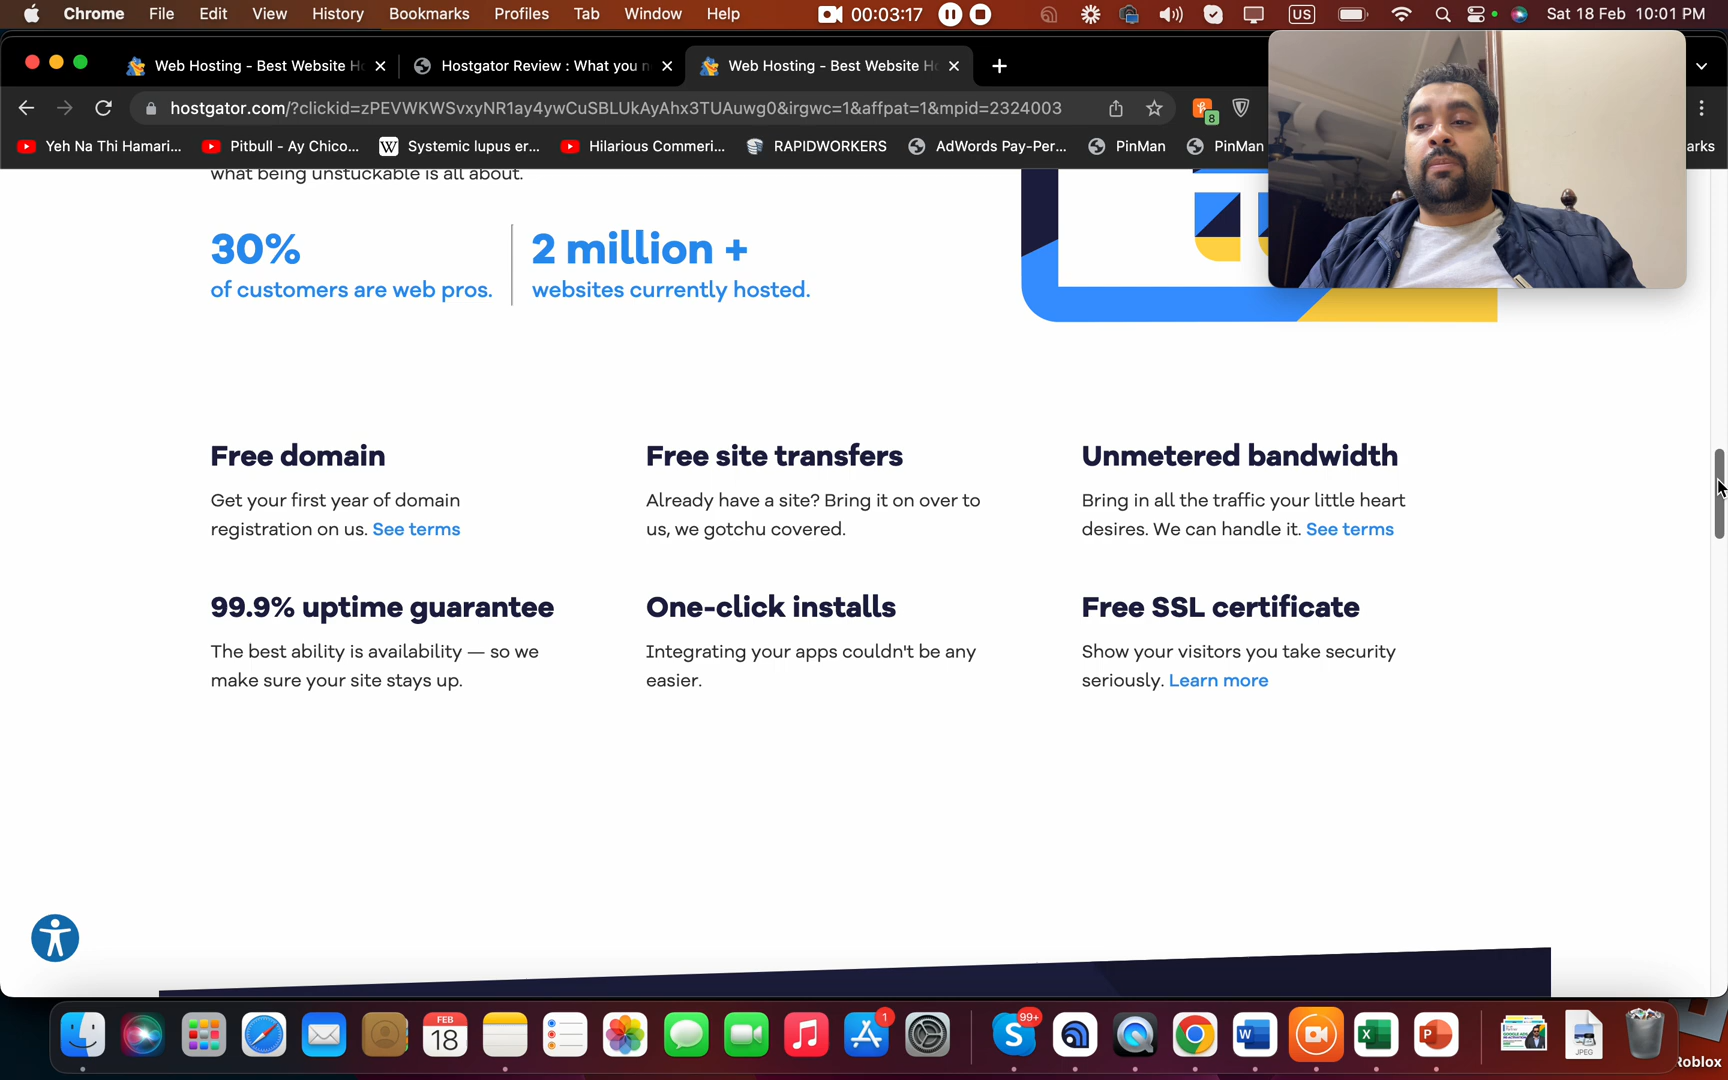 Chrome File Edit View History Bookmarks Profiles Tab Window Help 00:03:17 US Sat 18 Feb 10:01 PM
Web Hosting - Best Website H Hostgator Review : What you n Web Hosting - Best Website H
hostgator.com/?clickid=zPEVWKWSvxyNR1ay4ywCuSBLUkAyAhx3TUAuwg0&irgwc=1&affpat=1&mpid=2324003 8
Yeh Na Thi Hamari... Pitbull - Ay Chico... W Systemic lupus er... Hilarious Commeri... RAPIDWORKERS AdWords Pay-Per... PinMan PinMan arks
what being unstuckable is all about.
30%
of customers are web pros.
2 million +
websites currently hosted.
Free domain
Get your first year of domain
registration on us. See terms
Free site transfers
Already have a site? Bring it on over to
us, we gotchu covered.
Unmetered bandwidth
Bring in all the traffic your little heart
desires. We can handle it. See terms
99.9% uptime guarantee
The best ability is availability — so we
make sure your site stays up.
One-click installs
Integrating your apps couldn't be any
easier.
Free SSL certificate
Show your visitors you take security
seriously. Learn more
FEB
18
1
99+
S
W
X
P
JPEG
Roblox